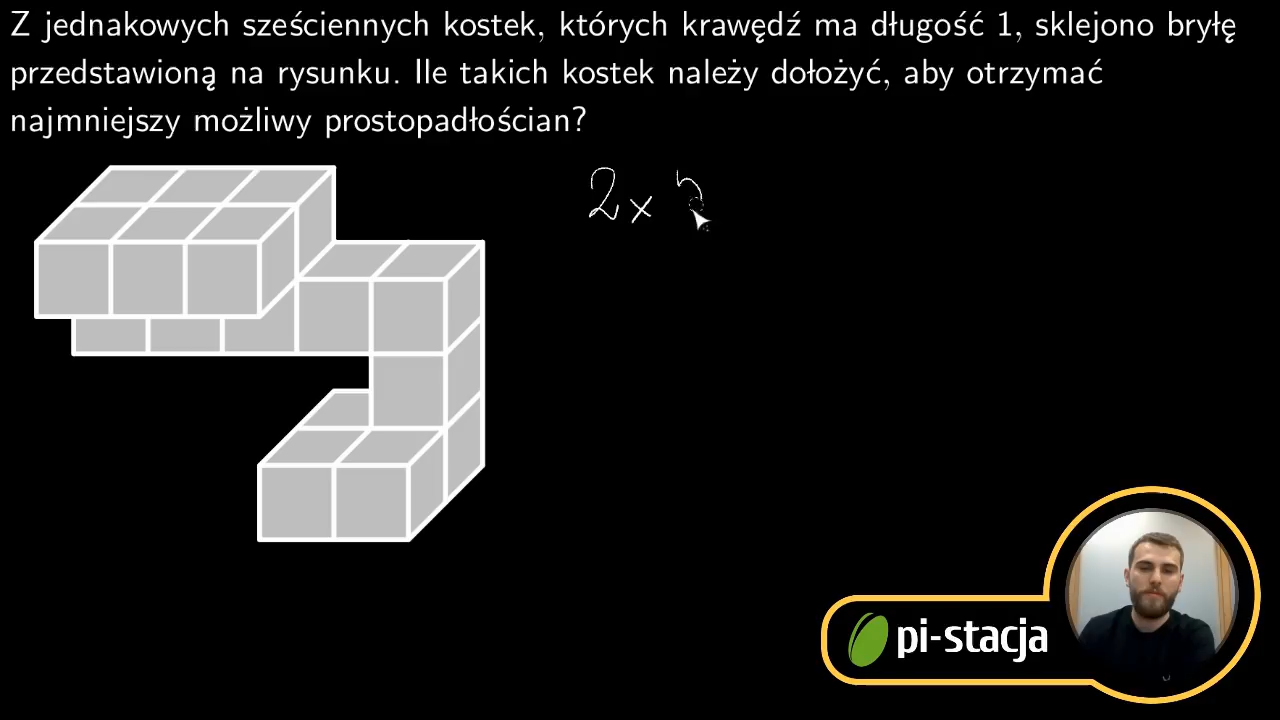 Z jednakowych sześciennych kostek, których krawędź ma długość 1, sklejono bryłę
przedstawioną na rysunku. Ile takich kostek należy dołożyć, aby otrzymać
najmniejszy możliwy prostopadłościan?
2 x
pi-stacja